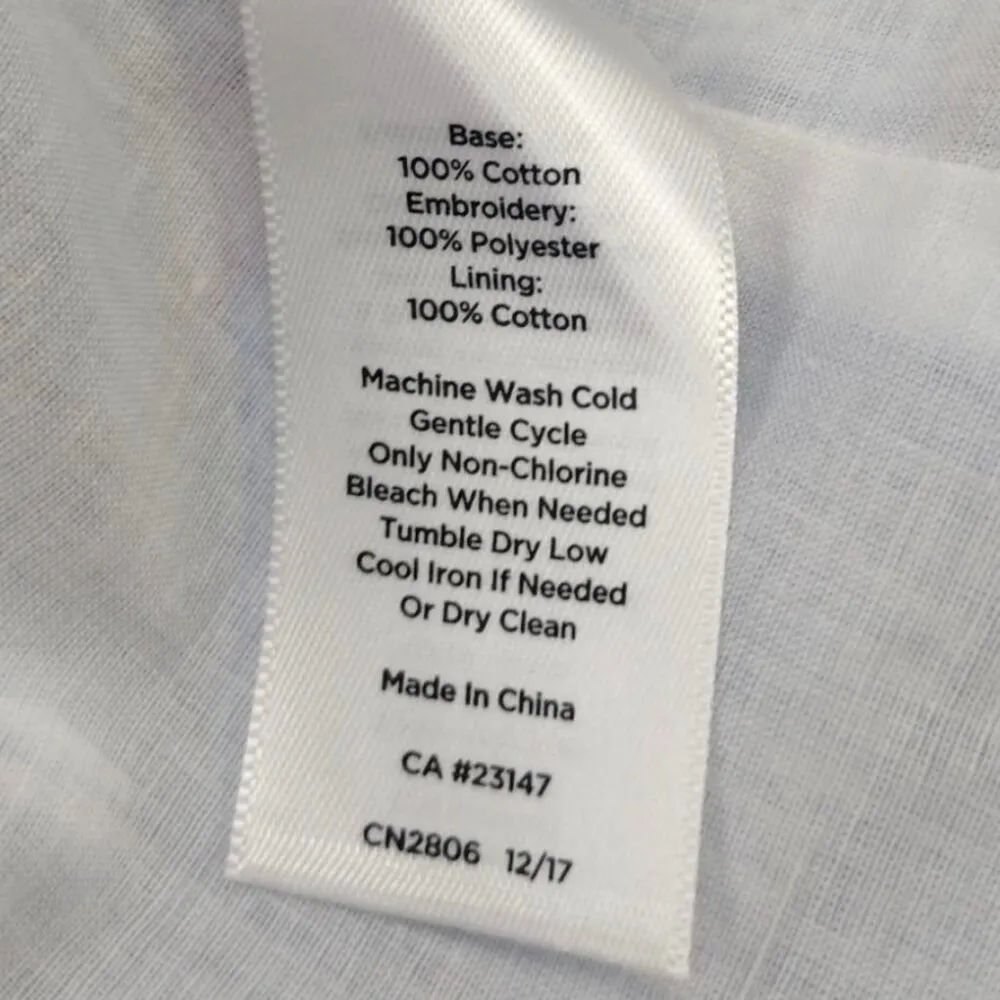 Base:
100% Cotton
Embroidery:
100% Polyester
Lining:
100% Cotton
Machine Wash Cold
Gentle Cycle
Only Non-Chlorine
Bleach When Needed
Tumble Dry Low
Cool Iron If Needed
Or Dry Clean
Made In China
CA #23147
CN2806 12/17